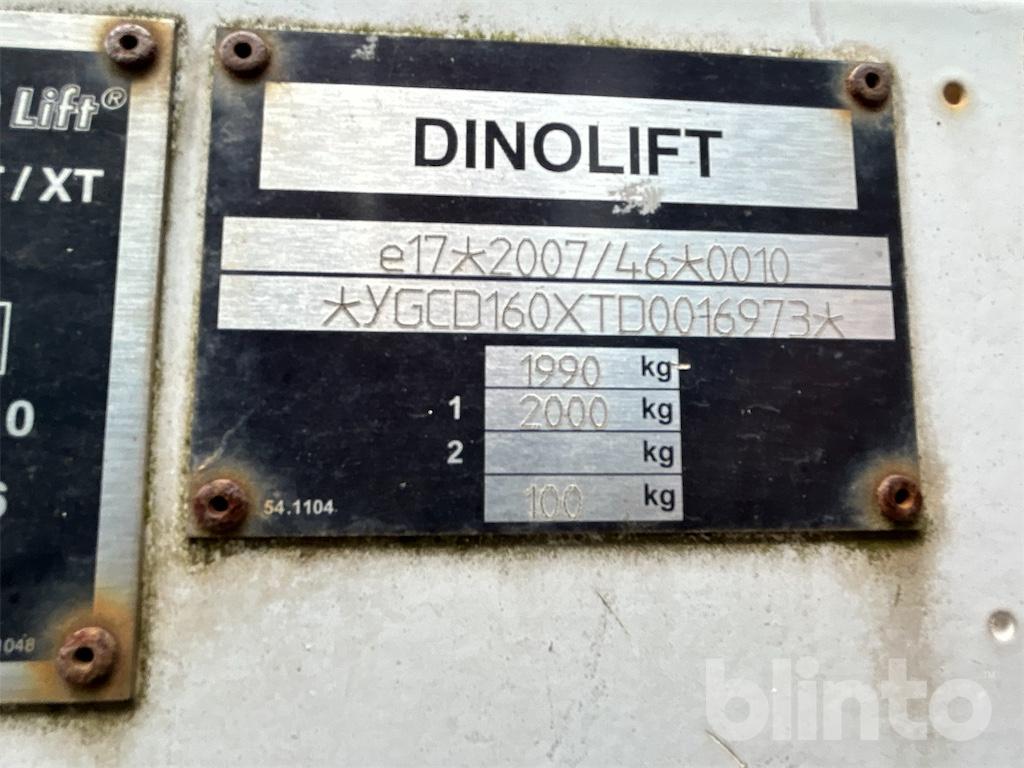 Lift®
/ XT
0
1048
DINOLIFT
e17*2007/46*0010
*YGCD160XTD0016973*
1990 kg
1 2000 kg
2 kg
100 kg
54.1104
blinto™